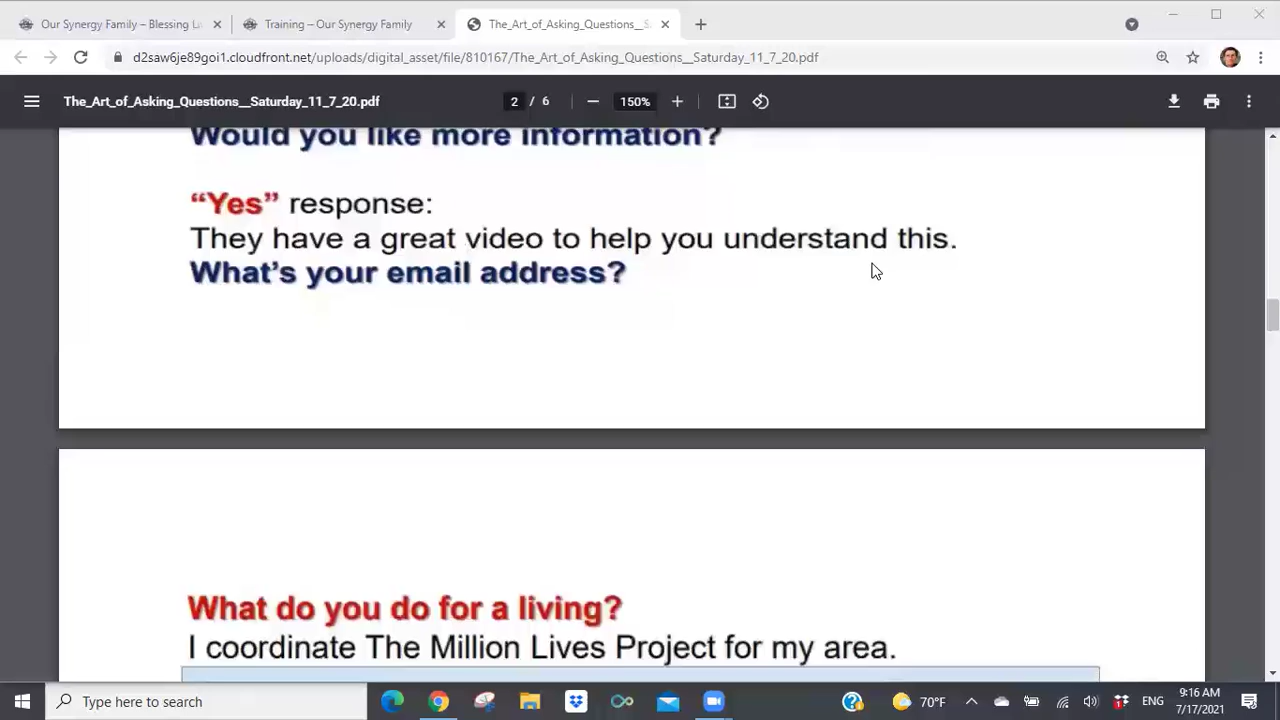 Our Synergy Family – Blessing L
Training – Our Synergy Family
The_Art_of_Asking_Questions__S
d2saw6je89goi1.cloudfront.net/uploads/digital_asset/file/810167/The_Art_of_Asking_Questions__Saturday_11_7_20.pdf
The_Art_of_Asking_Questions__Saturday_11_7_20.pdf
2 / 6
150%
Would you like more information?
“Yes” response:
They have a great video to help you understand this.
What’s your email address?
What do you do for a living?
I coordinate The Million Lives Project for my area.
Type here to search
70°F
ENG
9:16 AM
7/17/2021